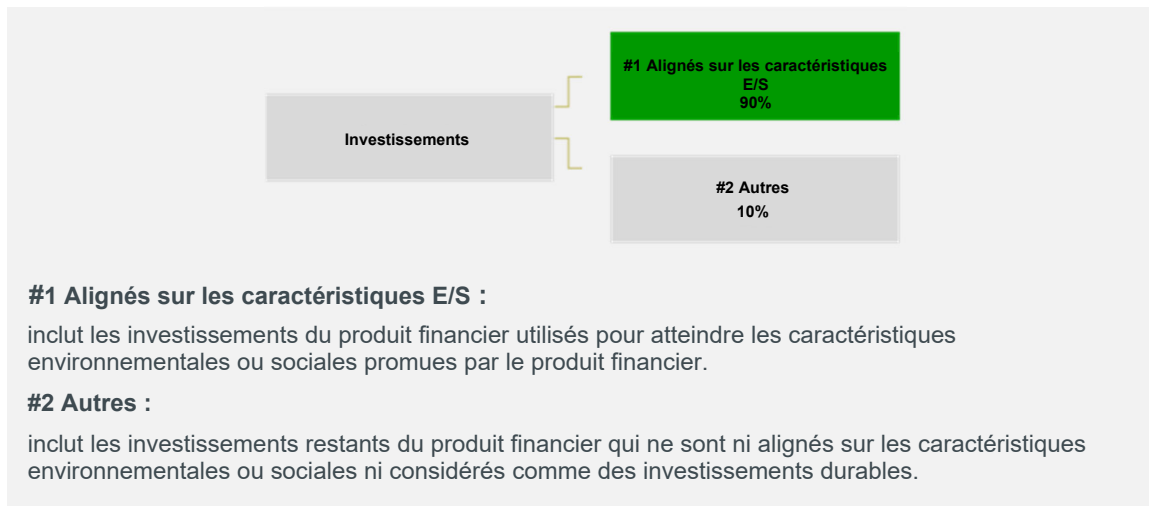 #1 Alignés sur les caractéristiques
E/S
90%
Investissements
#2 Autres
10%
#1 Alignés sur les caractéristiques E/S :
inclut les investissements du produit financier utilisés pour atteindre les caractéristiques
environnementales ou sociales promues par le produit financier.
#2 Autres :
inclut les investissements restants du produit financier qui ne sont ni alignés sur les caractéristiques
environnementales ou sociales ni considérés comme des investissements durables.